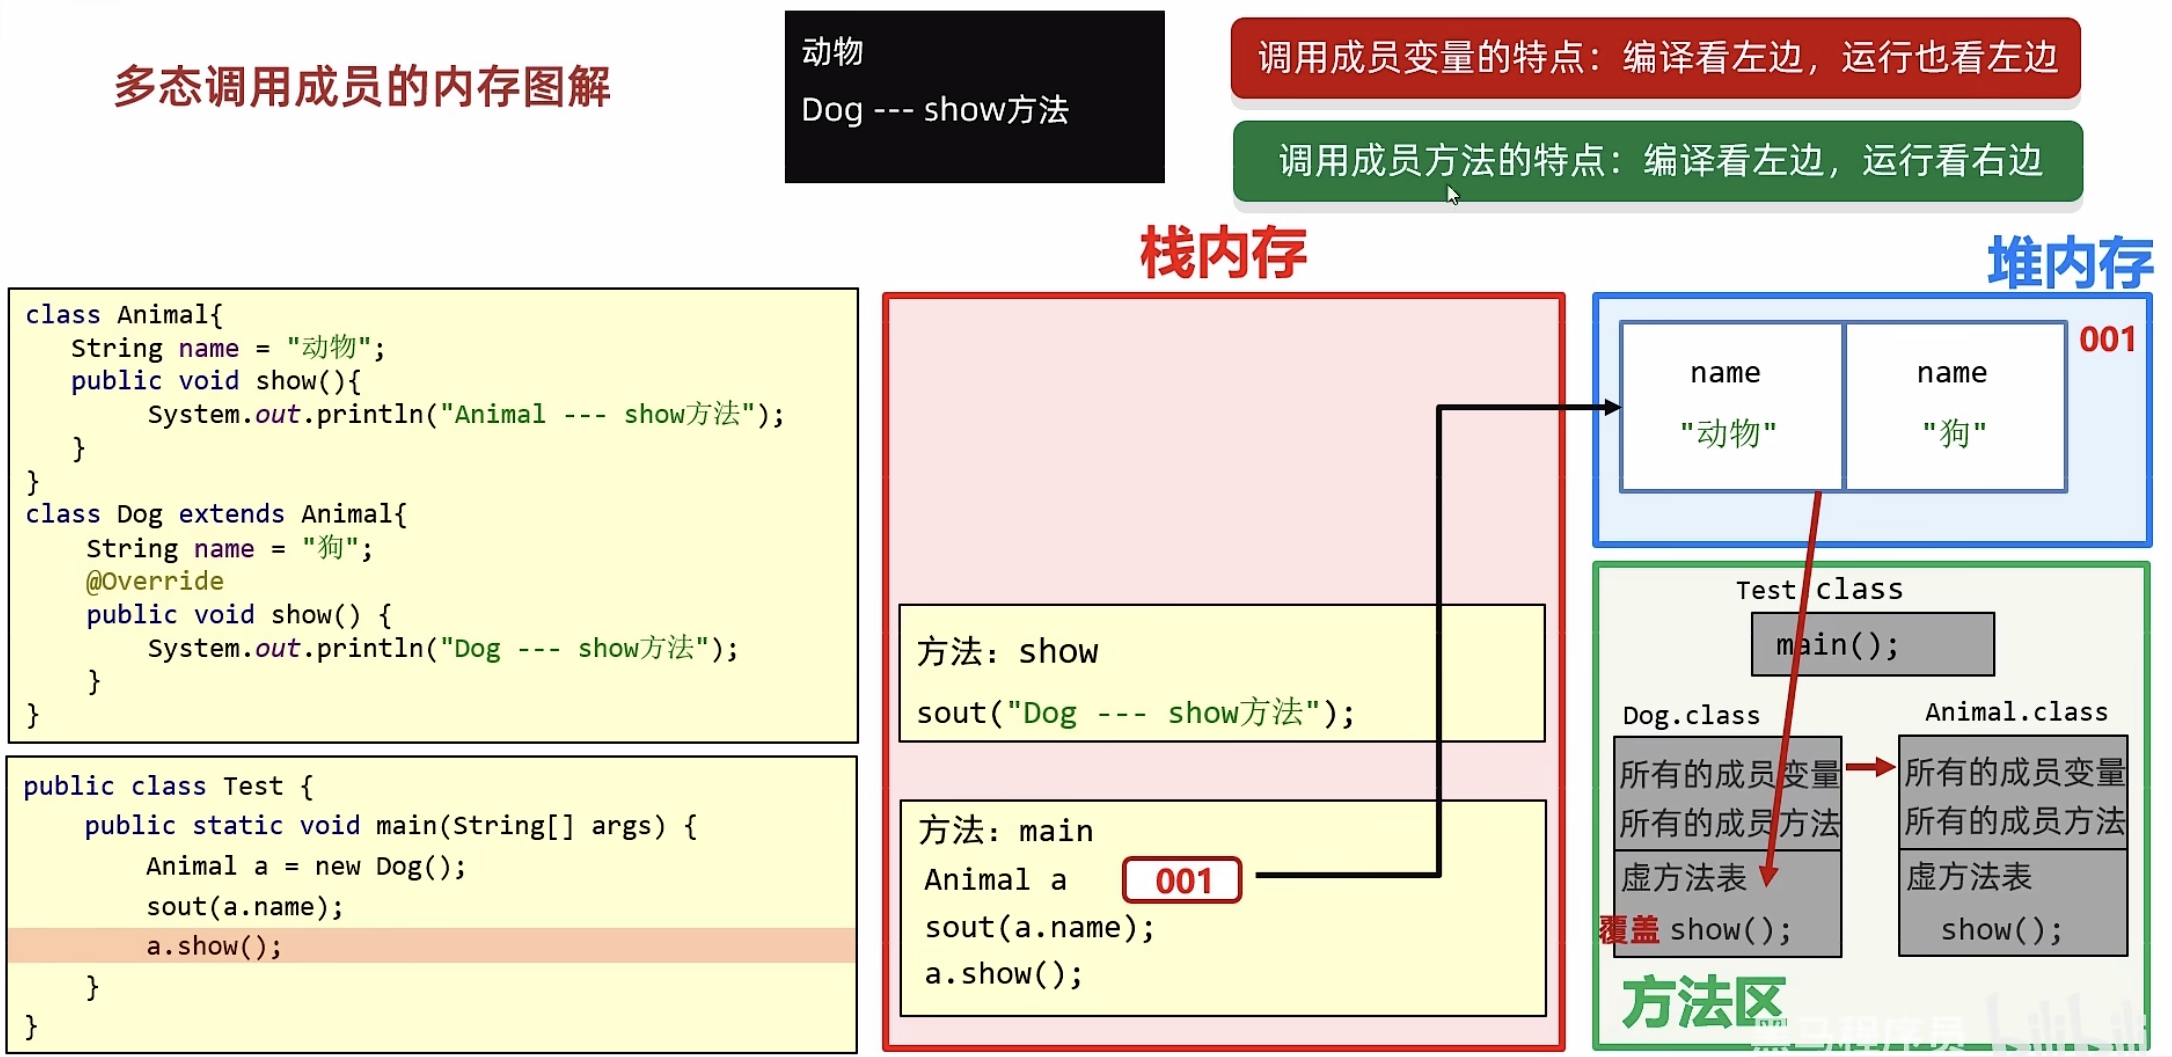 多态调用成员的内存图解
动物
Dog --- show方法
调用成员变量的特点：编译看左边，运行也看左边
调用成员方法的特点：编译看左边，运行看右边
class Animal{
String name = "动物";
public void show(){
System.out.println("Animal --- show方法");
}
}
class Dog extends Animal{
String name = "狗";
@Override
public void show() {
System.out.println("Dog --- show方法");
}
}
public class Test {
public static void main(String[] args) {
Animal a = new Dog();
sout(a.name);
a.show();
}
}
栈内存
方法：show
sout("Dog --- show方法");
方法：main
Animal a 001
sout(a.name);
a.show();
堆内存
001
name
"动物"
name
"狗"
Test.class
main();
Dog.class
所有的成员变量
所有的成员方法
虚方法表
覆盖 show();
Animal.class
所有的成员变量
所有的成员方法
虚方法表
show();
方法区
黑马程序员
bilibili